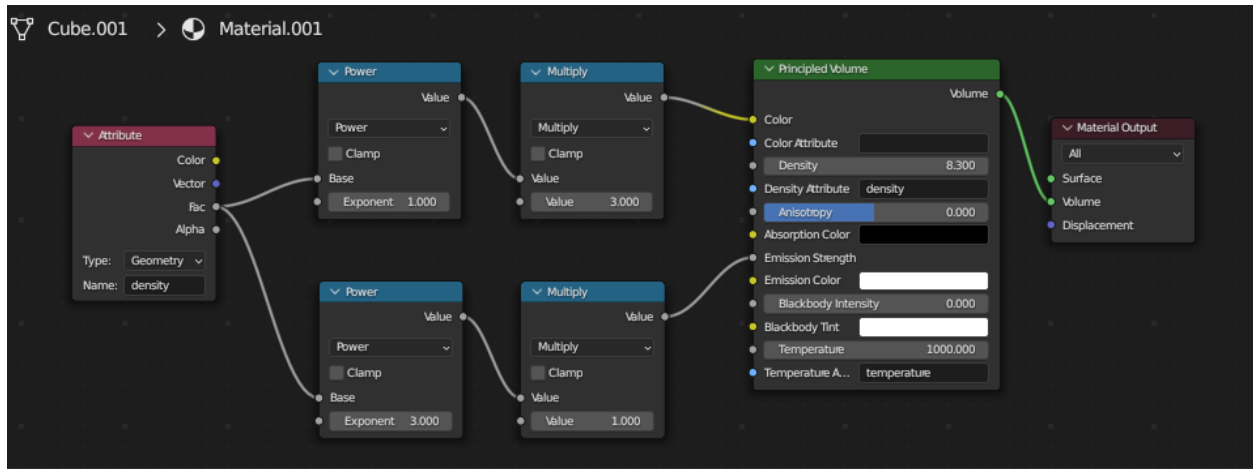 Cube.001 > Material.001
Attribute
Color
Vector
Fac
Alpha
Type: Geometry
Name: density
Power
Value
Power
Clamp
Base
Exponent 1.000
Multiply
Value
Multiply
Clamp
Value
Value 3.000
Power
Value
Power
Clamp
Base
Exponent 3.000
Multiply
Value
Multiply
Clamp
Value
Value 1.000
Principled Volume
Volume
Color
Color Attribute
Density 8.300
Density Attribute density
Anisotropy 0.000
Absorption Color
Emission Strength
Emission Color
Blackbody Intensity 0.000
Blackbody Tint
Temperature 1000.000
Temperature A... temperature
Material Output
All
Surface
Volume
Displacement